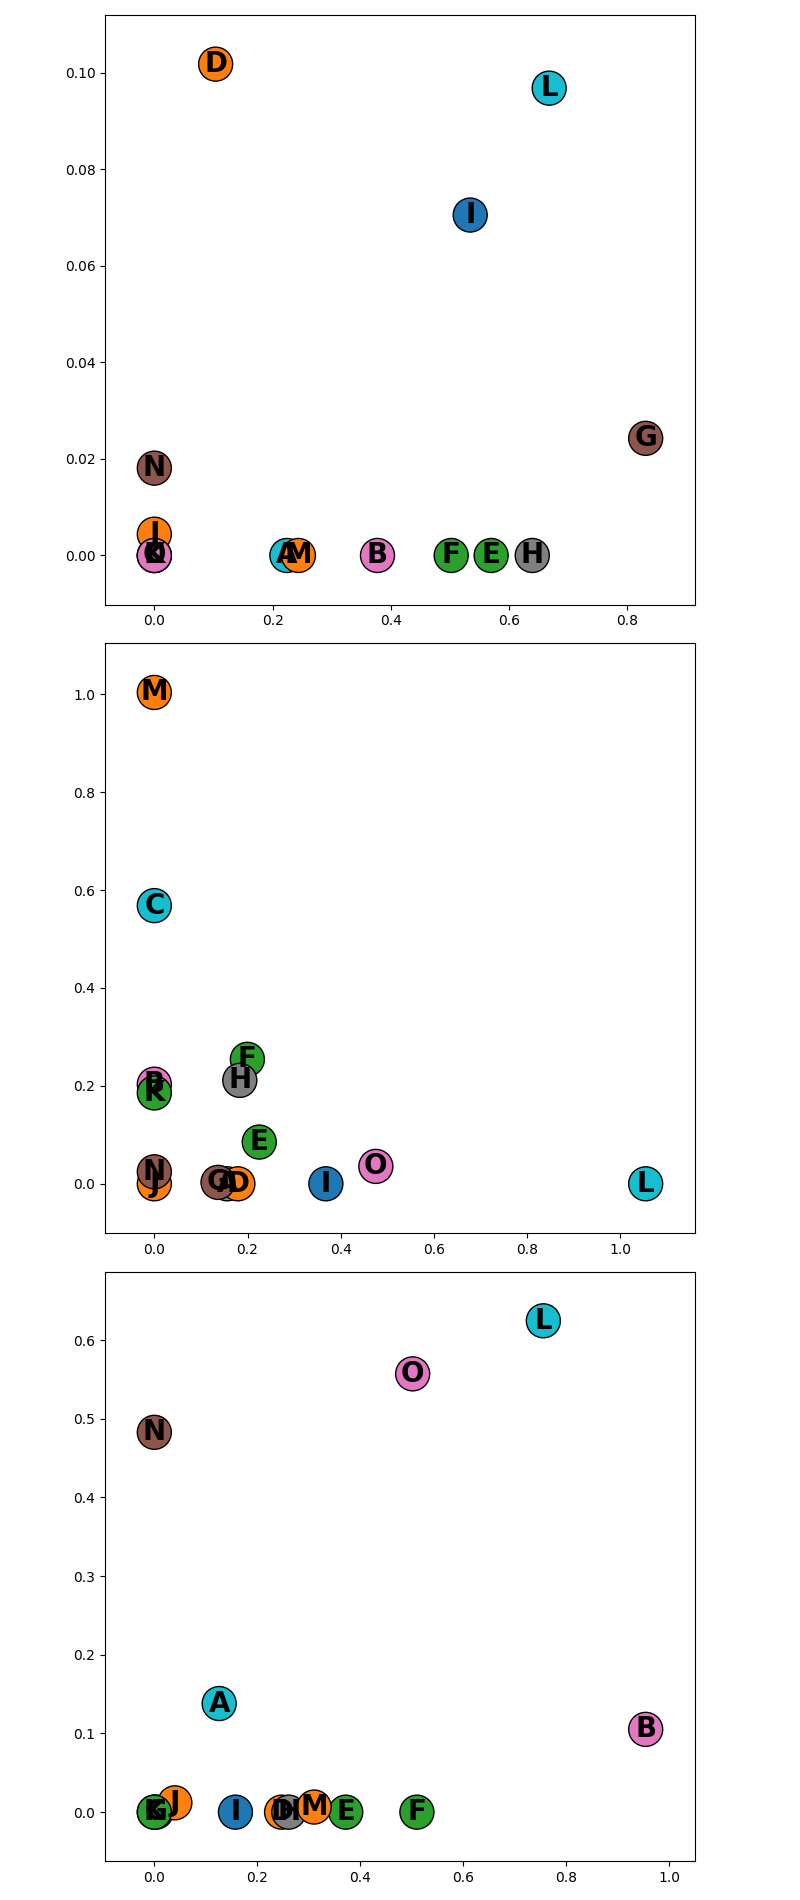 D
L
0.10
0.08
I
0.06
0.04
G
0.02
N
J
0.00
A M B F E H
0.0 0.2 0.4 0.6 0.8
M
1.0
0.8
C
0.6
0.4
F
H
0.2
K
E
N
O
0.0
J
D I L
0.0 0.2 0.4 0.6 0.8 1.0
L
0.6
O
0.5
N
0.4
0.3
0.2
A
B
0.1
J
M
0.0
I D H E F
0.0 0.2 0.4 0.6 0.8 1.0